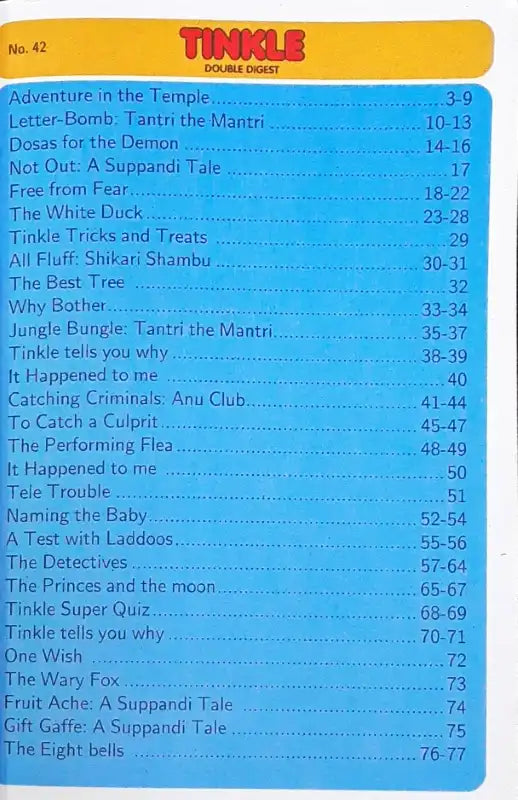 No. 42
TINKLE
DOUBLE DIGEST
Adventure in the Temple 3-9
Letter-Bomb: Tantri the Mantri 10-13
Dosas for the Demon 14-16
Not Out: A Suppandi Tale 17
Free from Fear 18-22
The White Duck 23-28
Tinkle Tricks and Treats 29
All Fluff: Shikari Shambu 30-31
The Best Tree 32
Why Bother 33-34
Jungle Bungle: Tantri the Mantri 35-37
Tinkle tells you why 38-39
It Happened to me 40
Catching Criminals: Anu Club 41-44
To Catch a Culprit 45-47
The Performing Flea 48-49
It Happened to me 50
Tele Trouble 51
Naming the Baby 52-54
A Test with Laddoos 55-56
The Detectives 57-64
The Princes and the moon 65-67
Tinkle Super Quiz 68-69
Tinkle tells you why 70-71
One Wish 72
The Wary Fox 73
Fruit Ache: A Suppandi Tale 74
Gift Gaffe: A Suppandi Tale 75
The Eight bells 76-77